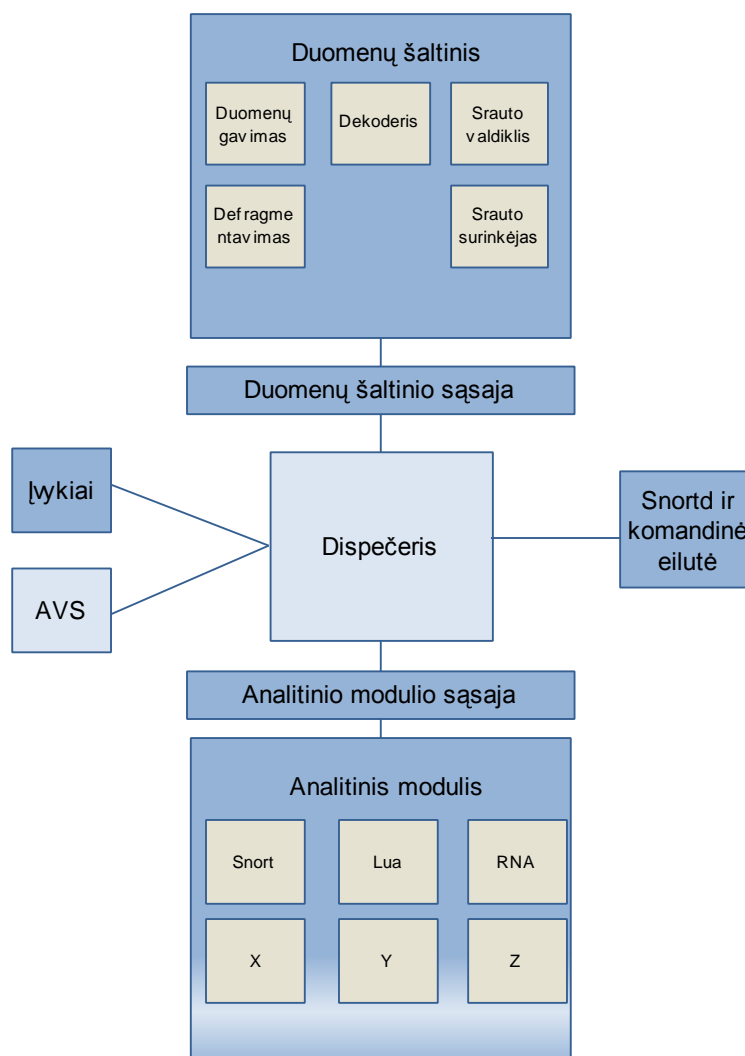 Duomenų šaltinis
Duomenų
gavimas
Dekoderis
Srauto
valdiklis
Defragme
ntavimas
Srauto
surinkėjas
Duomenų šaltinio sąsaja
Įvykiai
AVS
Dispečeris
Snortd ir
komandinė
eilutė
Analitinio modulio sąsaja
Analitinis modulis
Snort
Lua
RNA
X
Y
Z